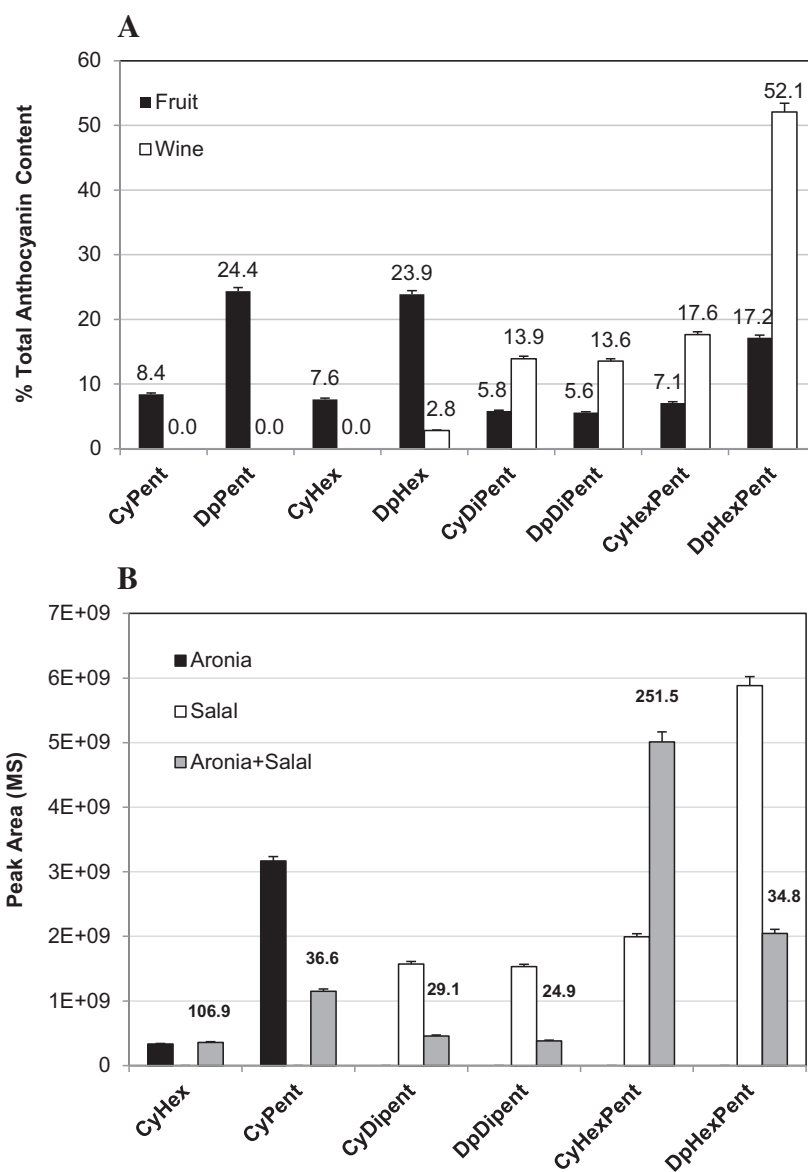 A
60
50
40
30
20
10
0
% Total Anthocyanin Content
Fruit
Wine
8.4
0.0
24.4
0.0
7.6
0.0
23.9
2.8
5.8
13.9
5.6
13.6
7.1
17.6
17.2
52.1
CyPent
DpPent
CyHex
DpHex
CyDiPent
DpDiPent
CyHexPent
DpHexPent
B
7E+09
6E+09
5E+09
4E+09
3E+09
2E+09
1E+09
0
Peak Area (MS)
Aronia
Salal
Aronia+Salal
106.9
36.6
29.1
24.9
251.5
34.8
CyHex
CyPent
CyDipent
DpDipent
CyHexPent
DpHexPent